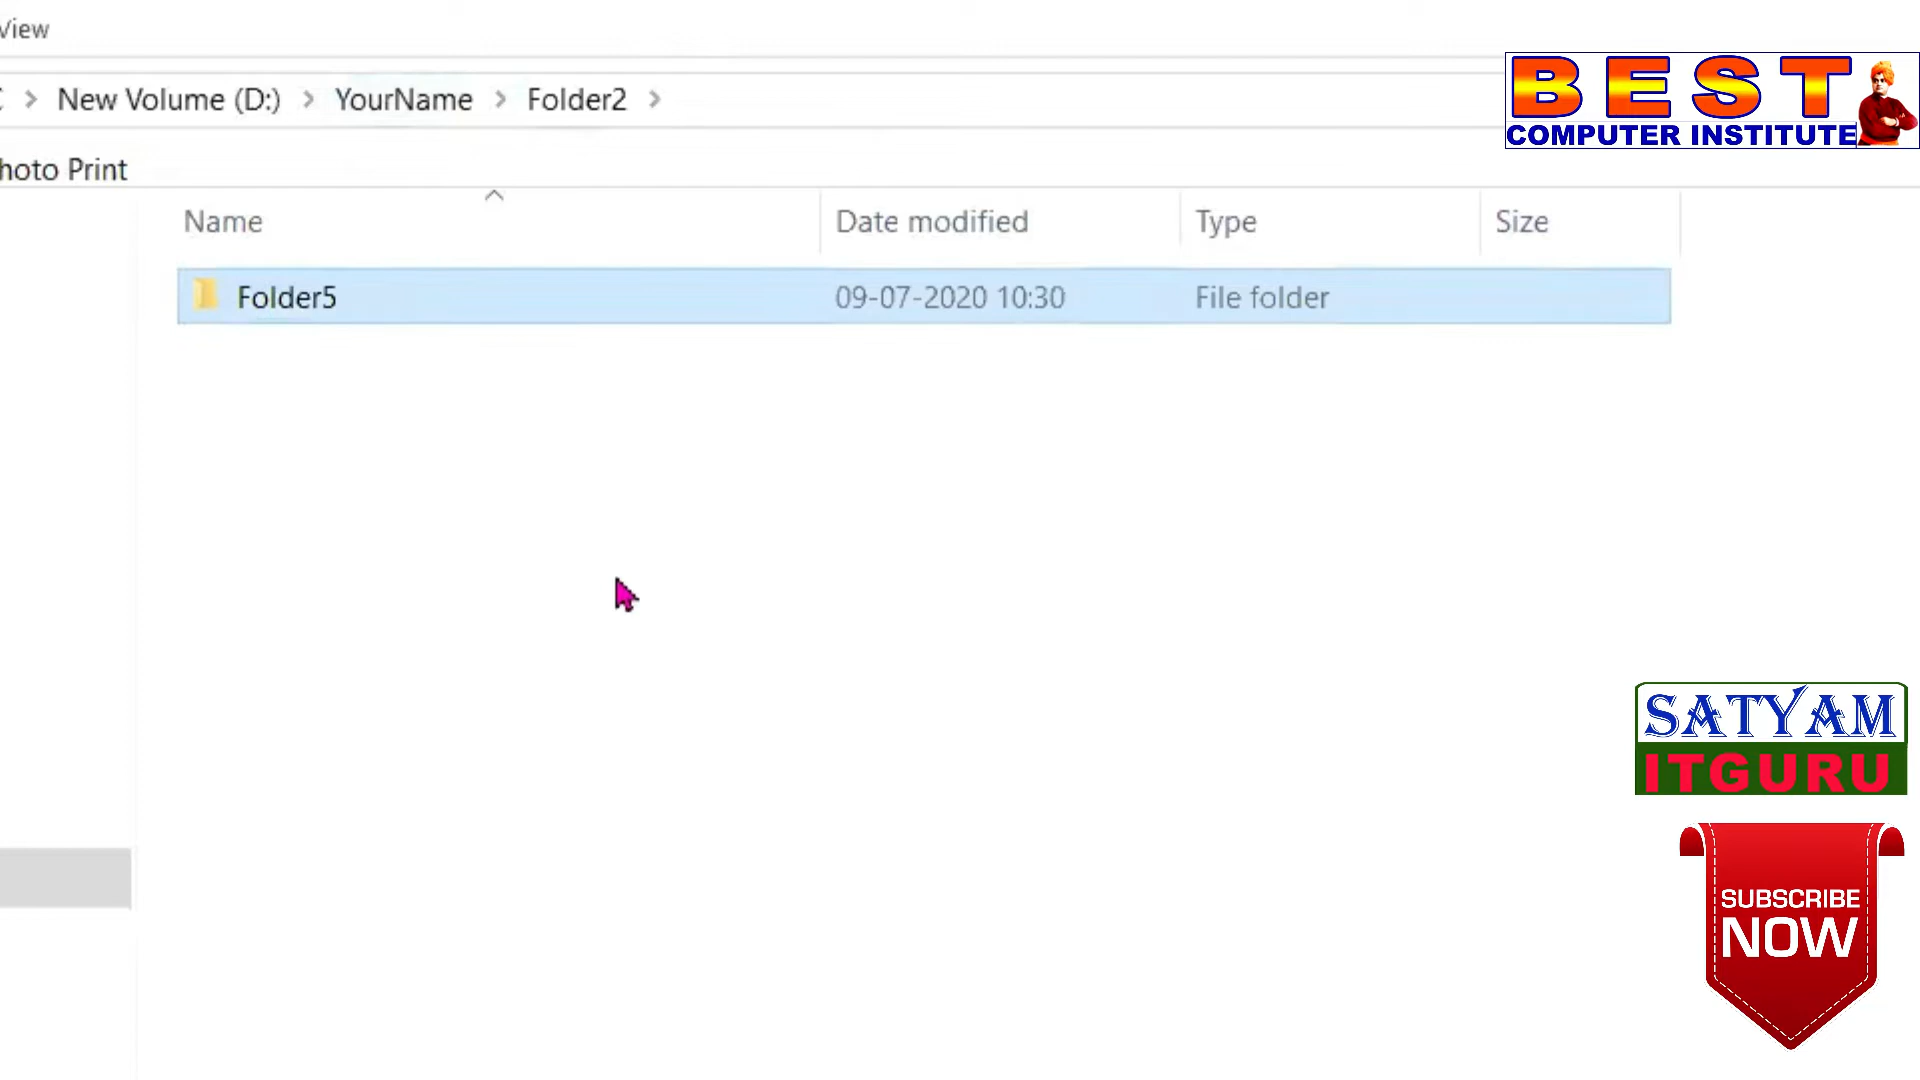 View
New Volume (D:) > YourName > Folder2 >
hoto Print
Name Date modified Type Size
Folder5 09-07-2020 10:30 File folder
BEST
COMPUTER INSTITUTE
SATYAM
ITGURU
SUBSCRIBE
NOW